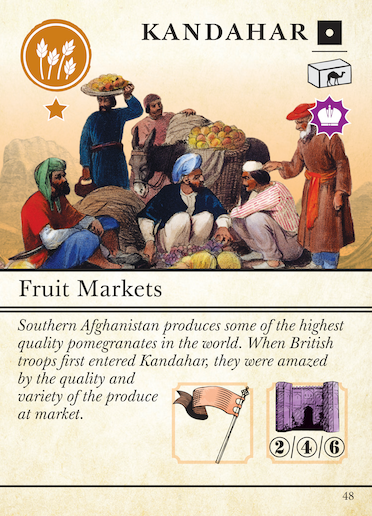 KANDAHAR
Fruit Markets
Southern Afghanistan produces some of the highest
quality pomegranates in the world. When British
troops first entered Kandahar, they were amazed
by the quality and
variety of the produce
at market.
2/4/6
48